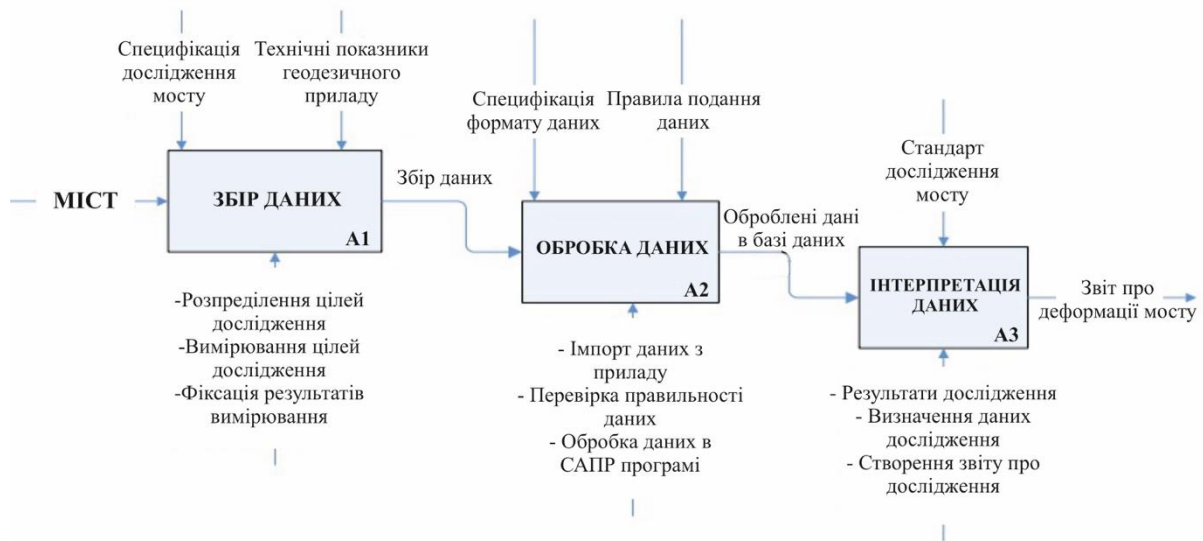 Специфікація
дослідження
мосту
Технічні показники
геодезичного
приладу
МІСТ
ЗБІР ДАНИХ
А1
Збір даних
-Розпреділення цілей
дослідження
-Вимірювання цілей
дослідження
-Фіксація результатів
вимірювання
Специфікація
формату даних
Правила подання
даних
ОБРОБКА ДАНИХ
А2
Оброблені дані
в базі даних
- Імпорт даних з
приладу
- Перевірка правильності
даних
- Обробка даних в
САПР програмі
Стандарт
дослідження
мосту
ІНТЕРПРЕТАЦІЯ
ДАНИХ
А3
Звіт про
деформації мосту
- Результати дослідження
- Визначення даних
дослідження
- Створення звіту про
дослідження